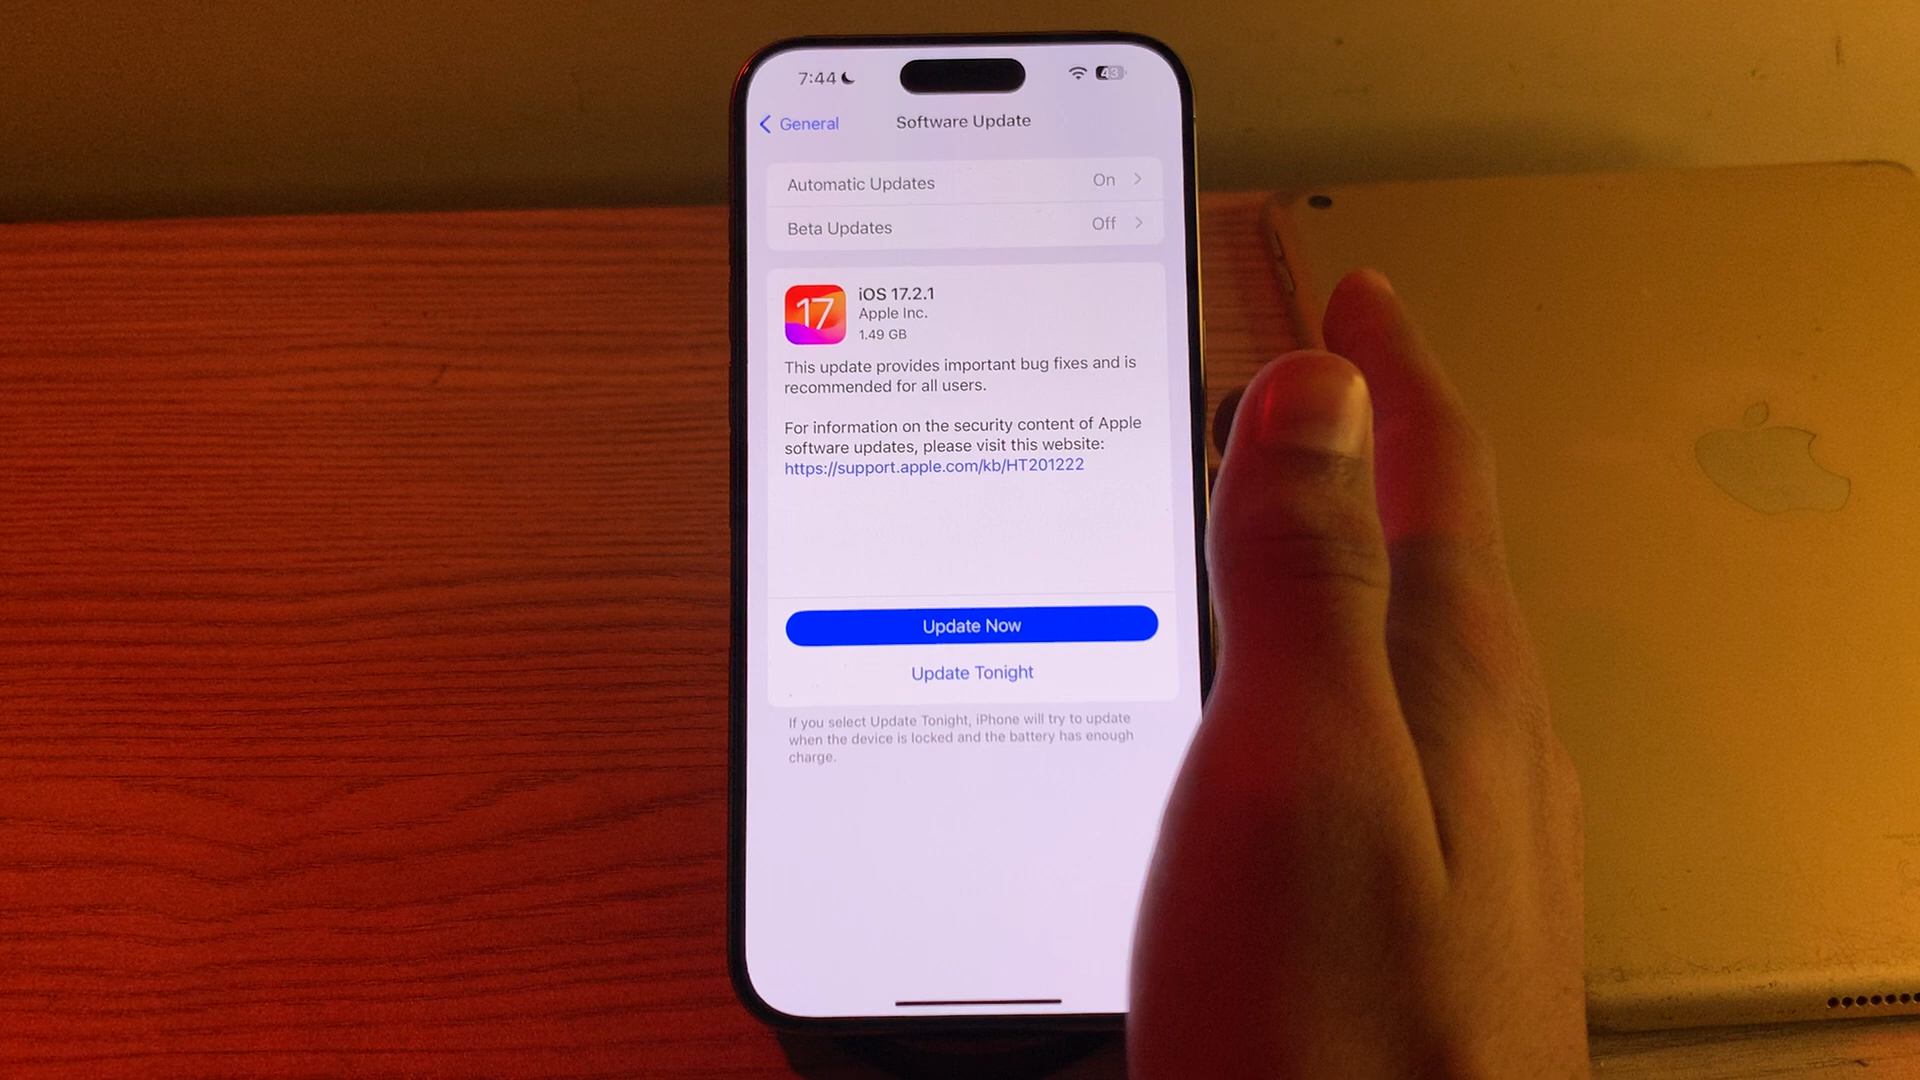 7:44
43
General
Software Update
Automatic Updates On
Beta Updates Off
17
iOS 17.2.1
Apple Inc.
1.49 GB
This update provides important bug fixes and is
recommended for all users.
For information on the security content of Apple
software updates, please visit this website:
https://support.apple.com/kb/HT201222
Update Now
Update Tonight
If you select Update Tonight, iPhone will try to update
when the device is locked and the battery has enough
charge.